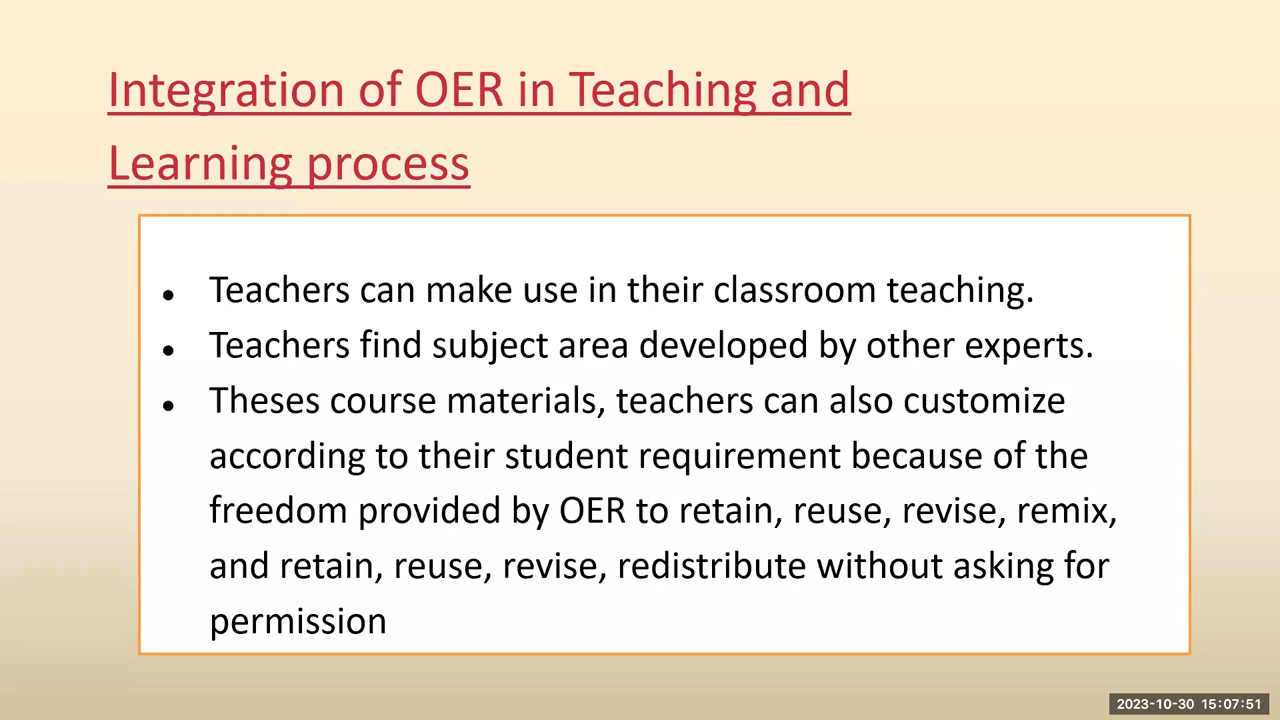 Integration of OER in Teaching and
Learning process
• Teachers can make use in their classroom teaching.
• Teachers find subject area developed by other experts.
• Theses course materials, teachers can also customize
according to their student requirement because of the
freedom provided by OER to retain, reuse, revise, remix,
and retain, reuse, revise, redistribute without asking for
permission
2023-10-30 15:07:51